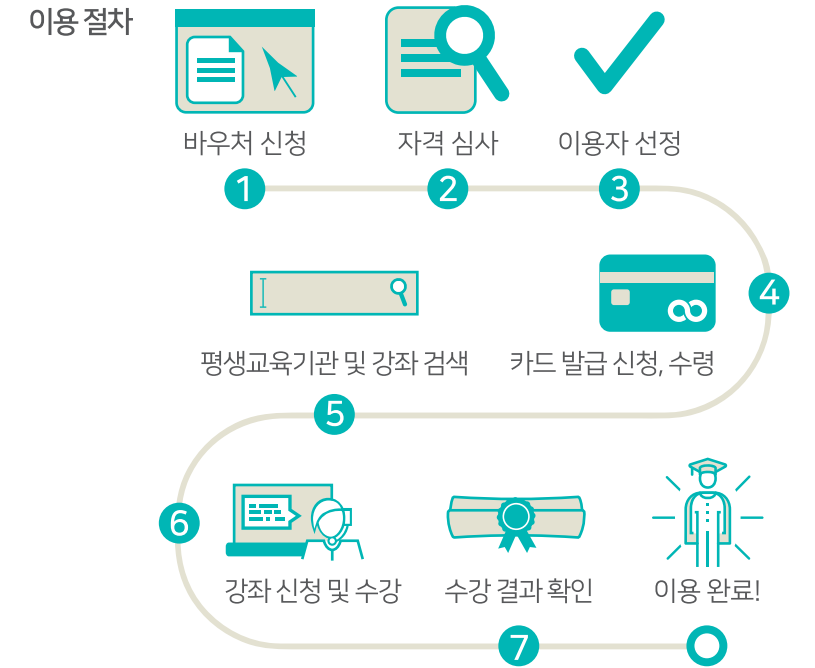 이용 절차
바우처 신청
자격 심사
이용자 선정
1
2
3
4
카드 발급 신청, 수령
평생교육기관 및 강좌 검색
5
6
강좌 신청 및 수강
수강 결과 확인
이용 완료!
7